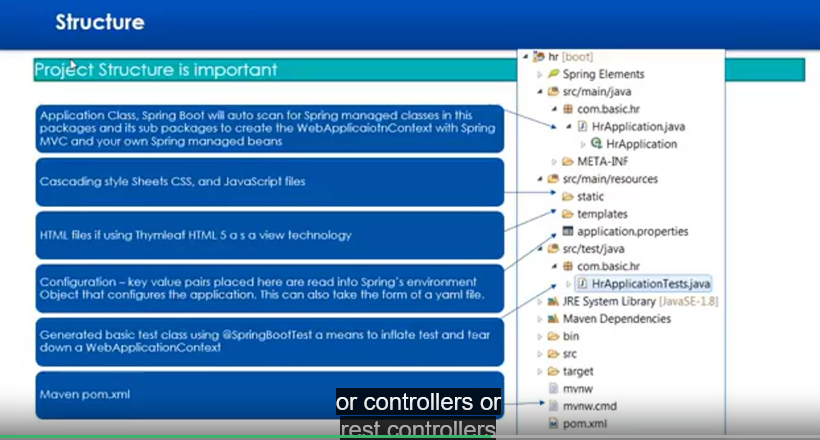 Structure
Project Structure is important
Application Class, Spring Boot will auto scan for Spring managed classes in this
packages and its sub packages to create the WebApplicaiotnContext with Spring
MVC and your own Spring managed beans
Cascading style Sheets CSS, and JavaScript files
HTML files if using Thymleaf HTML 5 a s a view technology
Configuration – key value pairs placed here are read into Spring's environment
Object that configures the application. This can also take the form of a yaml file.
Generated basic test class using @SpringBootTest a means to inflate test and tear
down a WebApplicationContext
Maven pom.xml
hr [boot]
Spring Elements
src/main/java
com.basic.hr
HrApplication.java
HrApplication
META-INF
src/main/resources
static
templates
application.properties
src/test/java
com.basic.hr
HrApplicationTests.java
JRE System Library [JavaSE-1.8]
Maven Dependencies
bin
src
target
mvnw
mvnw.cmd
pom.xml
or controllers or
rest controllers